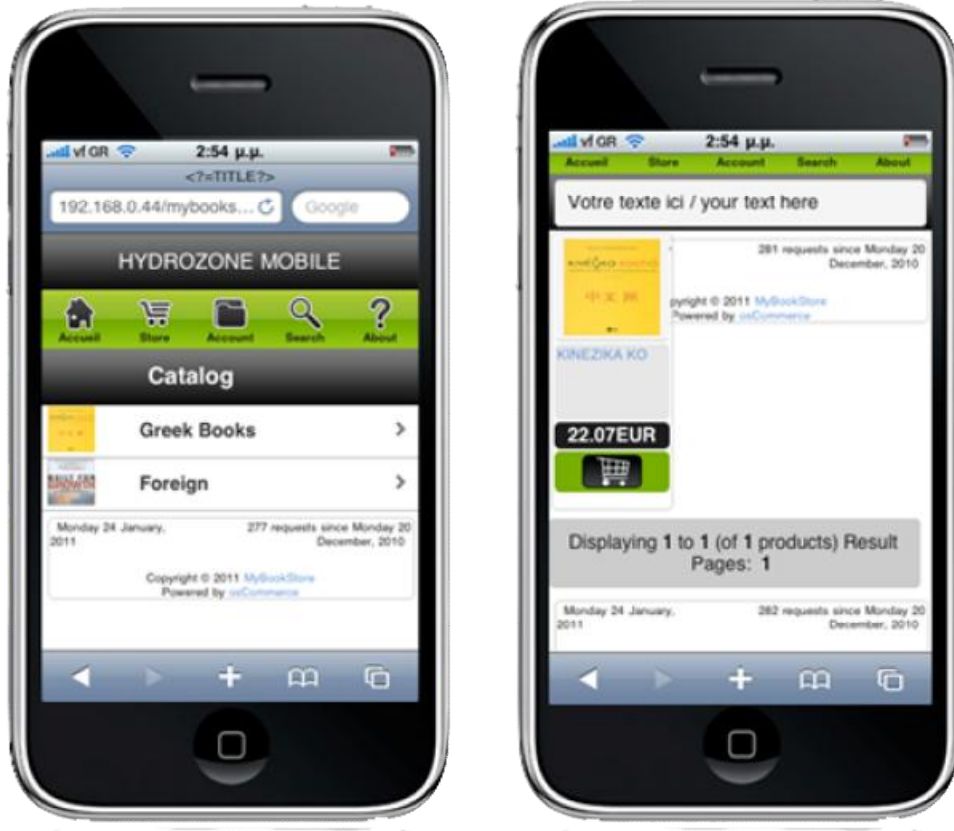 vf GR 2:54 μ.μ.
<?=TITLE?>
192.168.0.44/mybooks... Google
HYDROZONE MOBILE
Accueil Store Account Search About
Catalog
Greek Books
Foreign
Monday 24 January, 2011
277 requests since Monday 20 December, 2010
Copyright © 2011 MyBookStore
Powered by osCommerce
vf GR 2:54 μ.μ.
Accueil Store Account Search About
Votre texte ici / your text here
中文
281 requests since Monday 20
December, 2010
pyright © 2011 MyBookStore
Powered by osCommerce
KINEZIKA KO
22.07EUR
Displaying 1 to 1 (of 1 products) Result
Pages: 1
Monday 24 January, 2011
282 requests since Monday 20 December, 2010